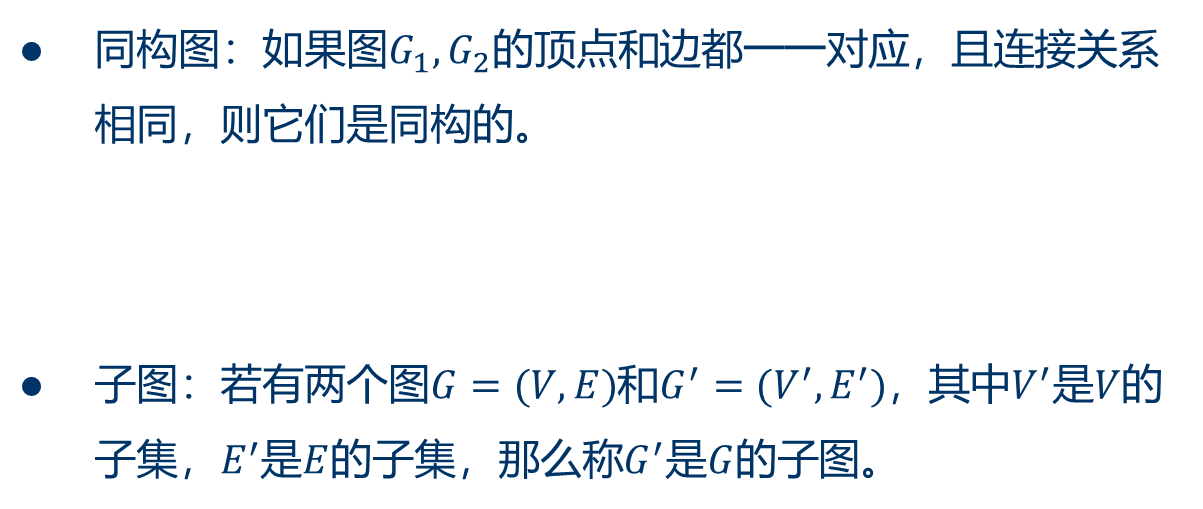 ● 同构图：如果图G₁,G₂的顶点和边都一一对应，且连接关系
相同，则它们是同构的。
● 子图：若有两个图G = (V, E)和G′ = (V′, E′)，其中V′是V的
子集，E′是E的子集，那么称G′是G的子图。